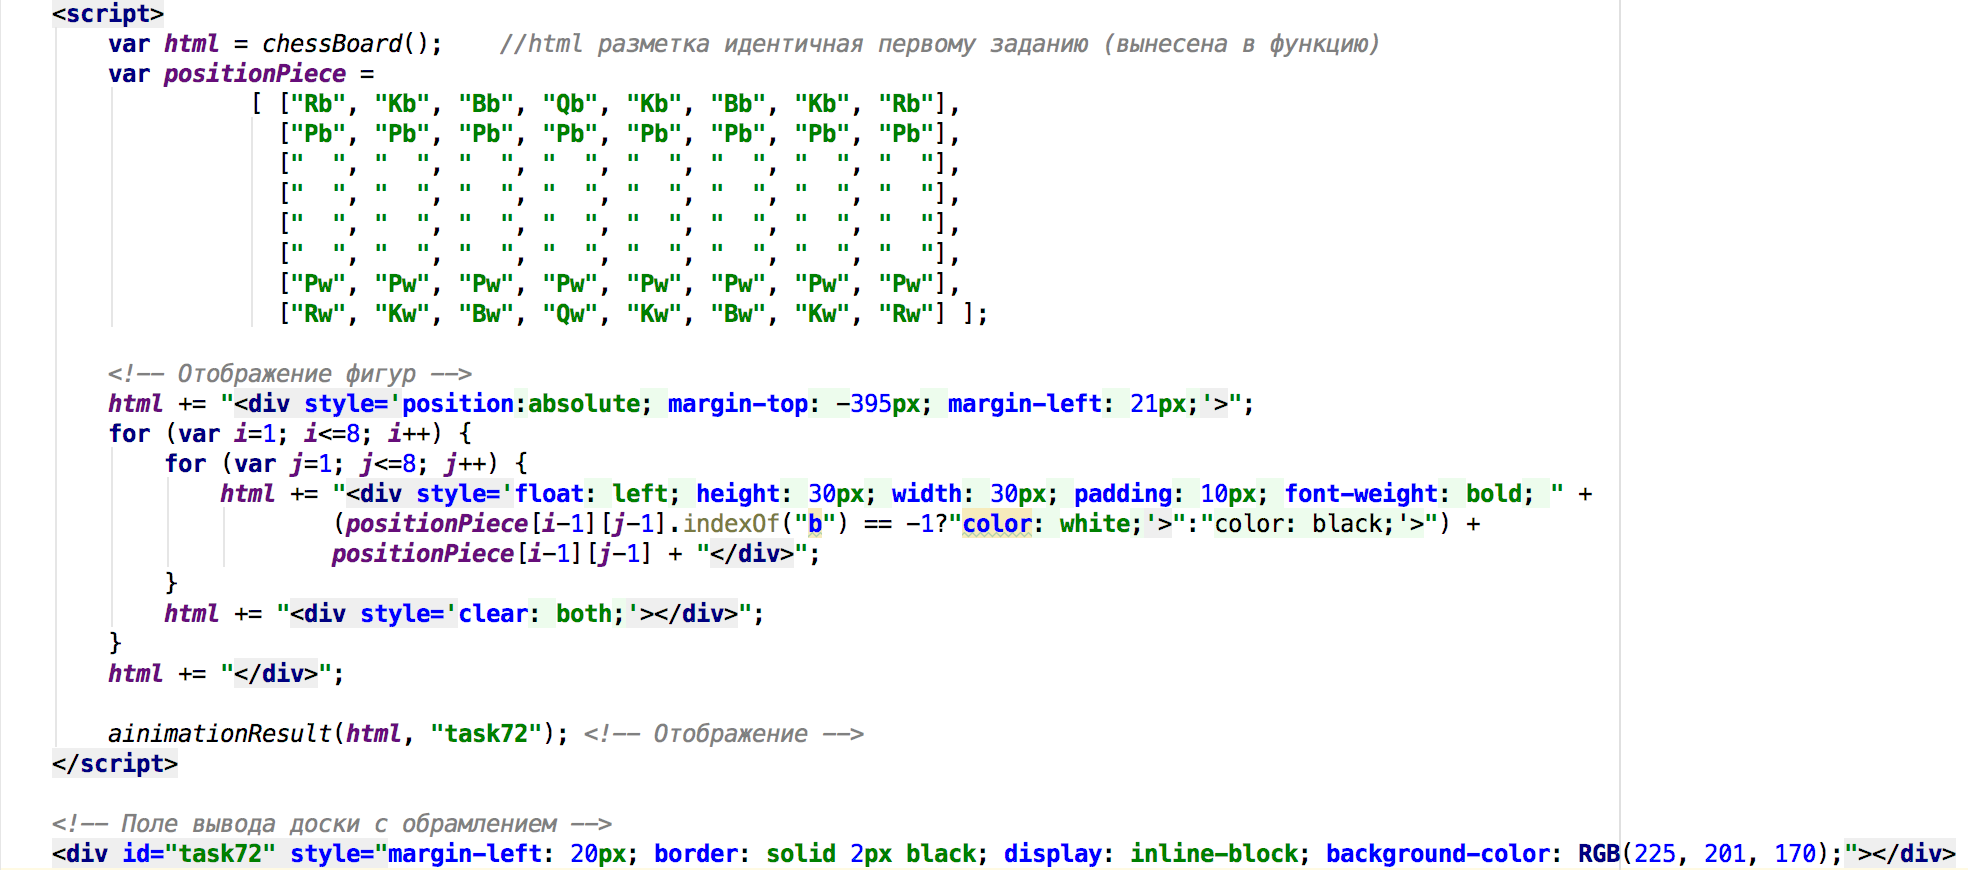 <script>
var html = chessBoard();    //html разметка идентичная первому заданию (вынесена в функцию)
var positionPiece =
[ ["Rb", "Kb", "Bb", "Qb", "Kb", "Bb", "Kb", "Rb"],
["Pb", "Pb", "Pb", "Pb", "Pb", "Pb", "Pb", "Pb"],
["  ", "  ", "  ", "  ", "  ", "  ", "  ", "  "],
["  ", "  ", "  ", "  ", "  ", "  ", "  ", "  "],
["  ", "  ", "  ", "  ", "  ", "  ", "  ", "  "],
["  ", "  ", "  ", "  ", "  ", "  ", "  ", "  "],
["Pw", "Pw", "Pw", "Pw", "Pw", "Pw", "Pw", "Pw"],
["Rw", "Kw", "Bw", "Qw", "Kw", "Bw", "Kw", "Rw"] ];
<!-- Отображение фигур -->
html += "<div style='position:absolute; margin-top: -395px; margin-left: 21px;'>";
for (var i=1; i<=8; i++) {
for (var j=1; j<=8; j++) {
html += "<div style='float: left; height: 30px; width: 30px; padding: 10px; font-weight: bold; " +
(positionPiece[i-1][j-1].indexOf("b") == -1?"color: white;'>":"color: black;'>") +
positionPiece[i-1][j-1] + "</div>";
}
html += "<div style='clear: both;'></div>";
}
html += "</div>";
ainimationResult(html, "task72"); <!-- Отображение -->
</script>
<!-- Поле вывода доски с обрамлением -->
<div id="task72" style="margin-left: 20px; border: solid 2px black; display: inline-block; background-color: RGB(225, 201, 170);"></div>